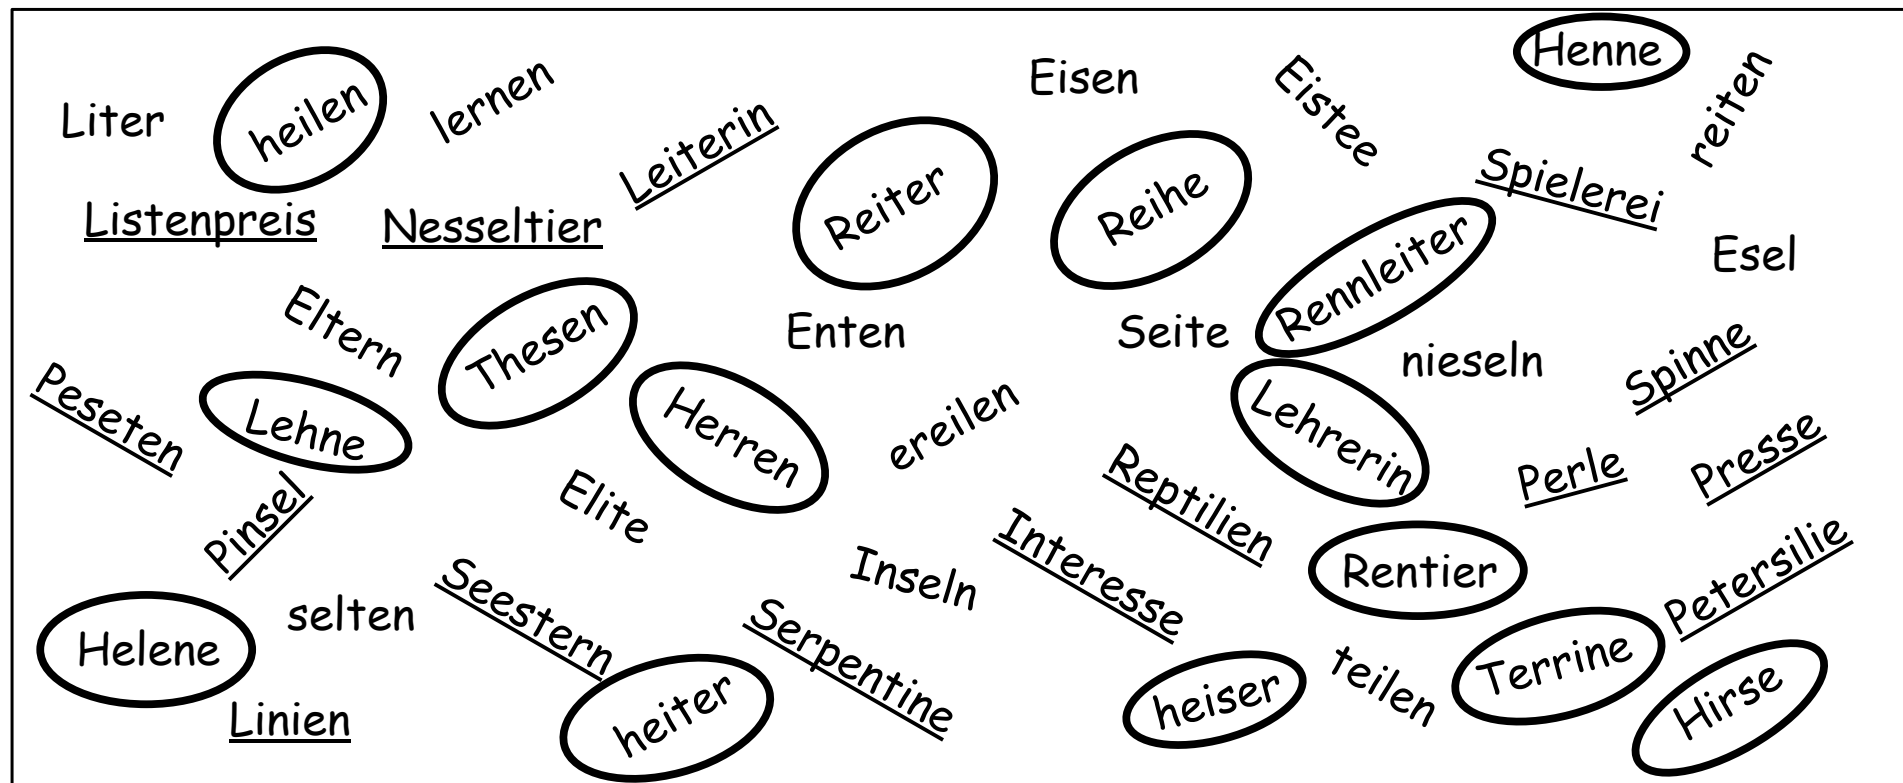 Henne
Eisen
Eistee
reiten
Liter
heilen
lernen
Leiterin
Reiter
Reihe
Spielerei
Listenpreis
Nesseltier
Rennleiter
Esel
Eltern
Thesen
Enten
Seite
nieseln
Spinne
Peseten
Lehne
Herren
ereilen
Lehrerin
Reptilien
Perle
Presse
Pinsel
Elite
Inseln
Interesse
Rentier
Petersilie
Helene
selten
Seestern
Serpentine
heiser
teilen
Terrine
Hirse
Linien
heiter